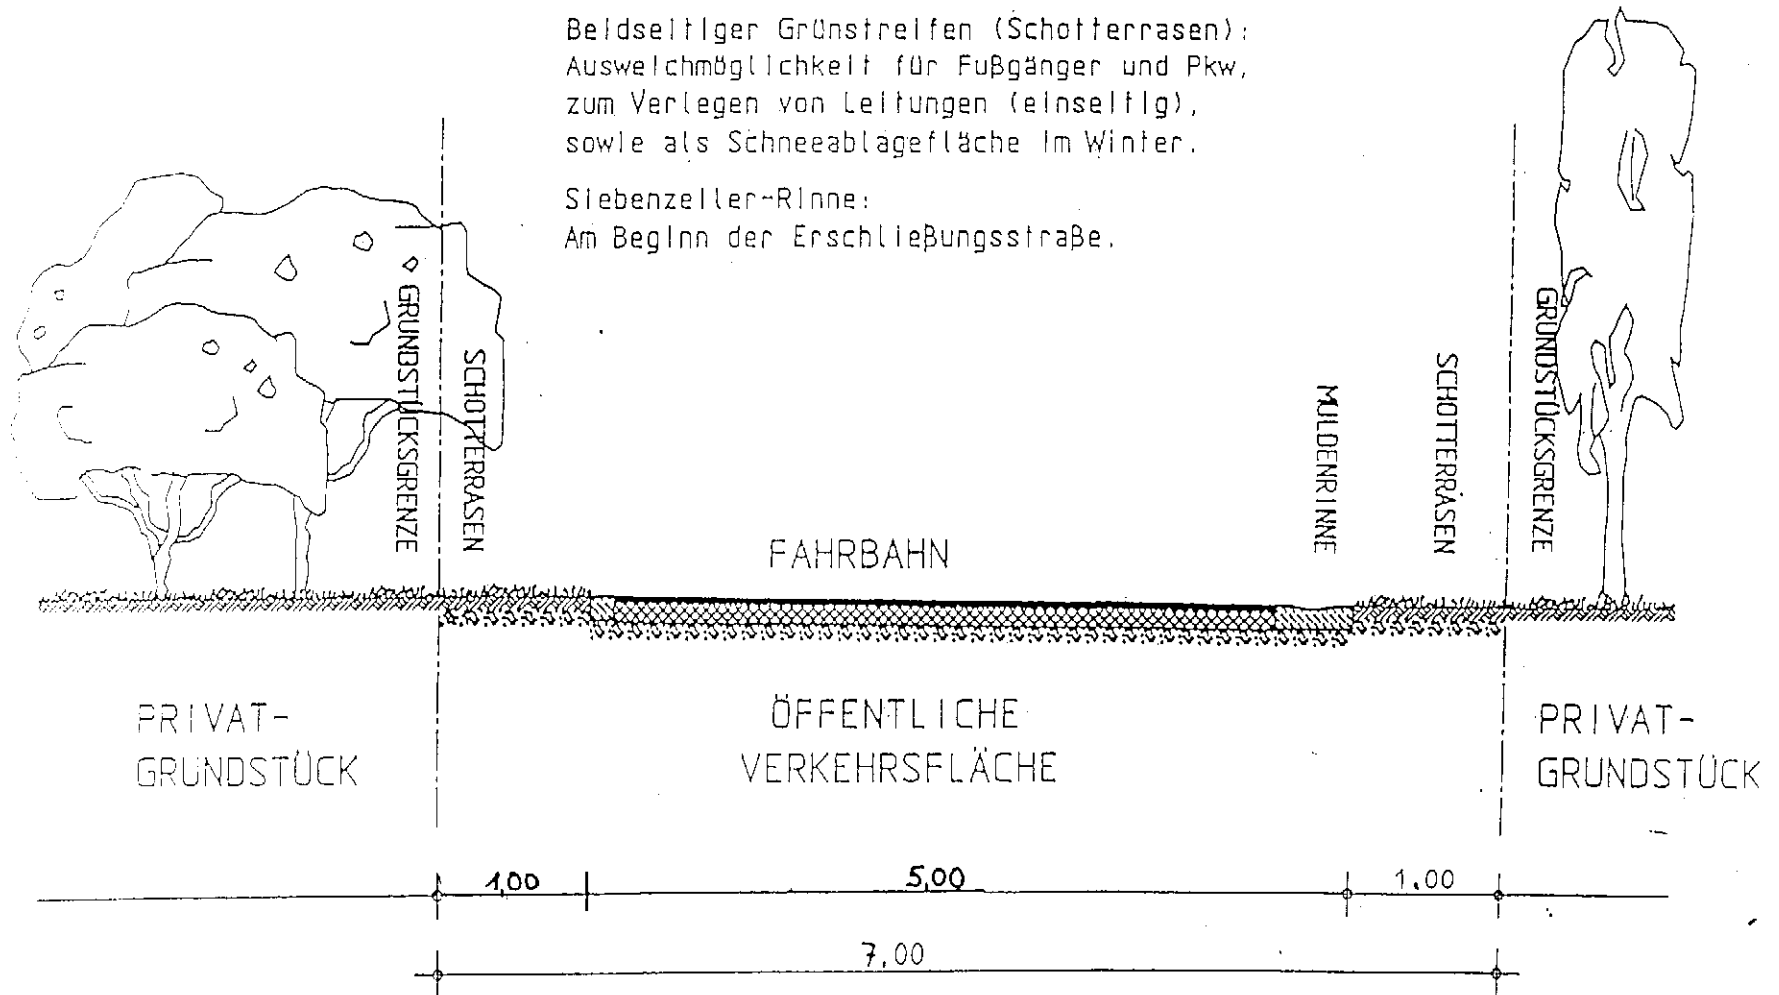 Beidseitiger Grünstreifen (Schotterrasen):
Ausweichmöglichkeit für Fußgänger und Pkw,
zum Verlegen von Leitungen (einseitig),
sowie als Schneeablagefläche im Winter.
Siebenzeiler-Rinne:
Am Beginn der Erschließungsstraße.
GRUNDSTÜCKSGRENZE
SCHOTTERRASEN
FAHRBAHN
MULDENRINNE
SCHOTTERRASEN
GRUNDSTÜCKSGRENZE
PRIVAT-
GRUNDSTÜCK
ÖFFENTLICHE
VERKEHRSFLÄCHE
PRIVAT-
GRUNDSTÜCK
1,00
5,00
1.00
7,00